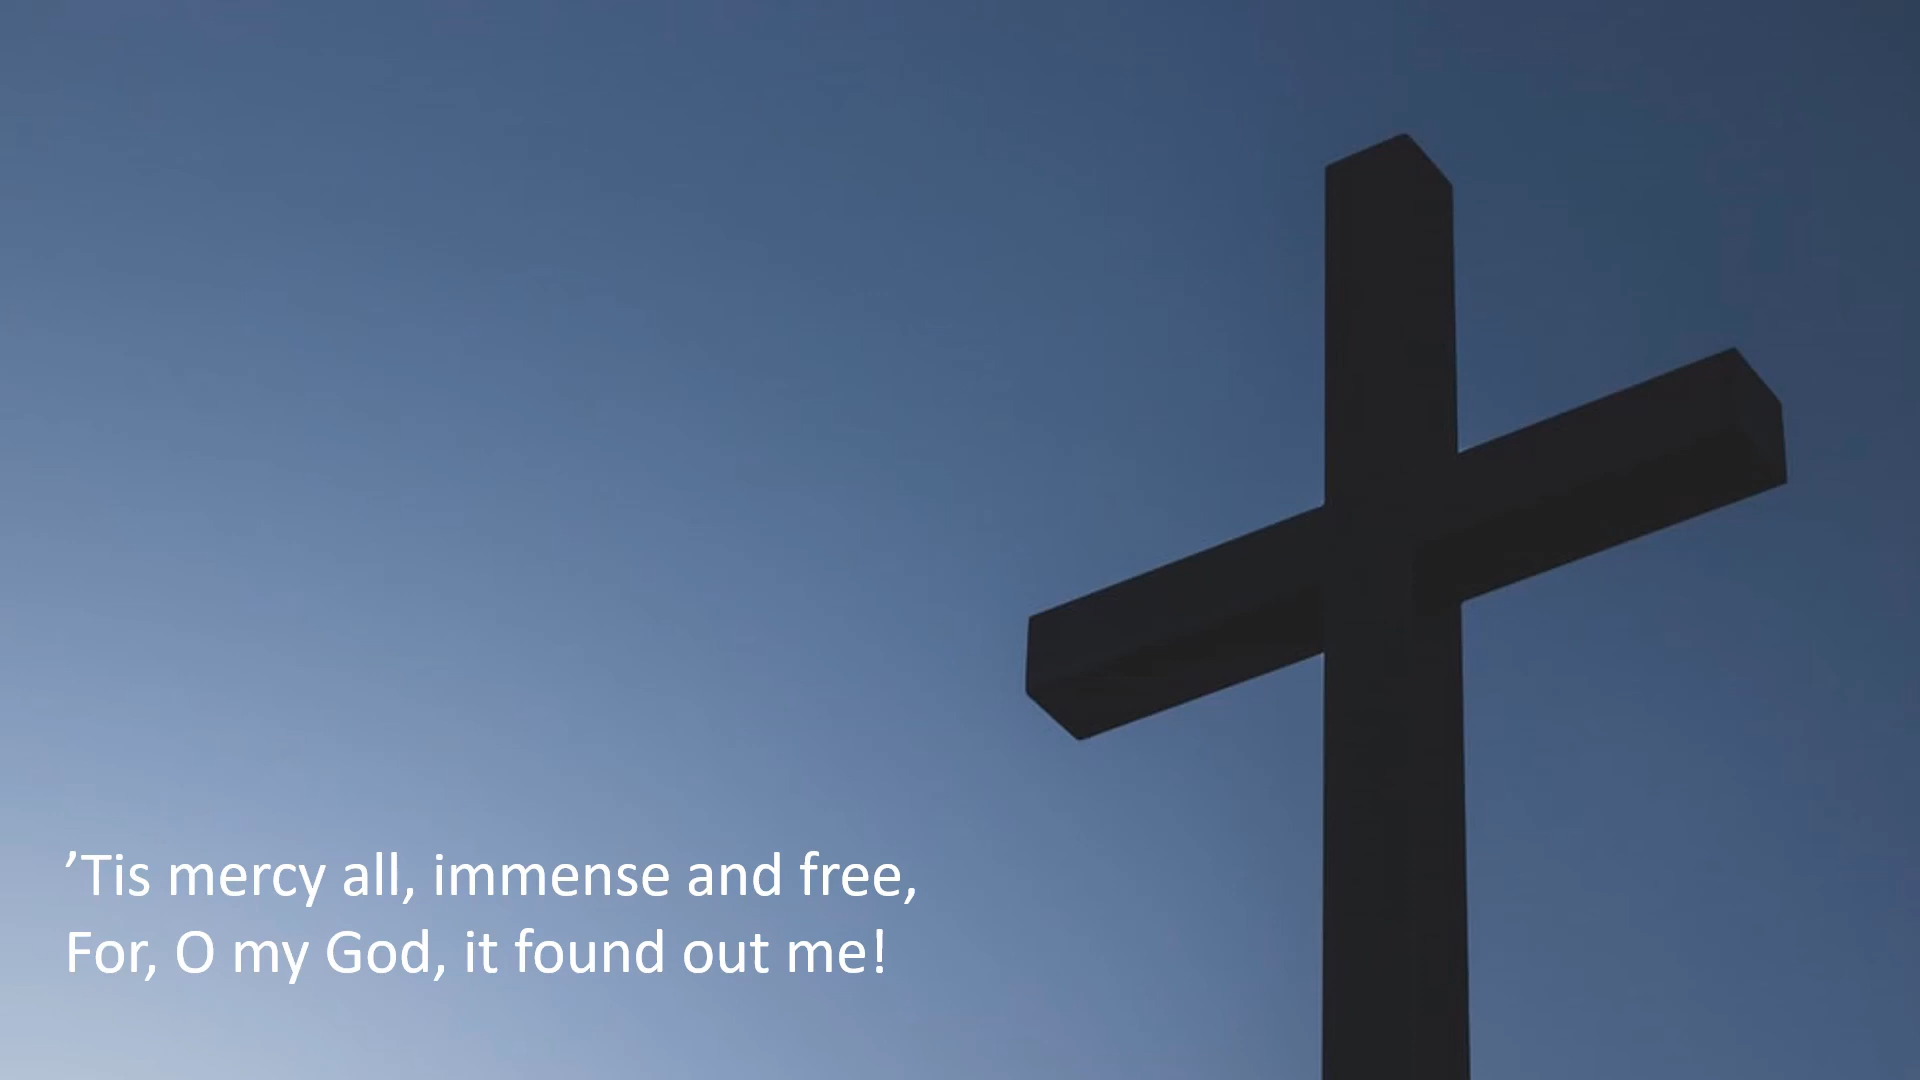 ’Tis mercy all, immense and free,
For, O my God, it found out me!